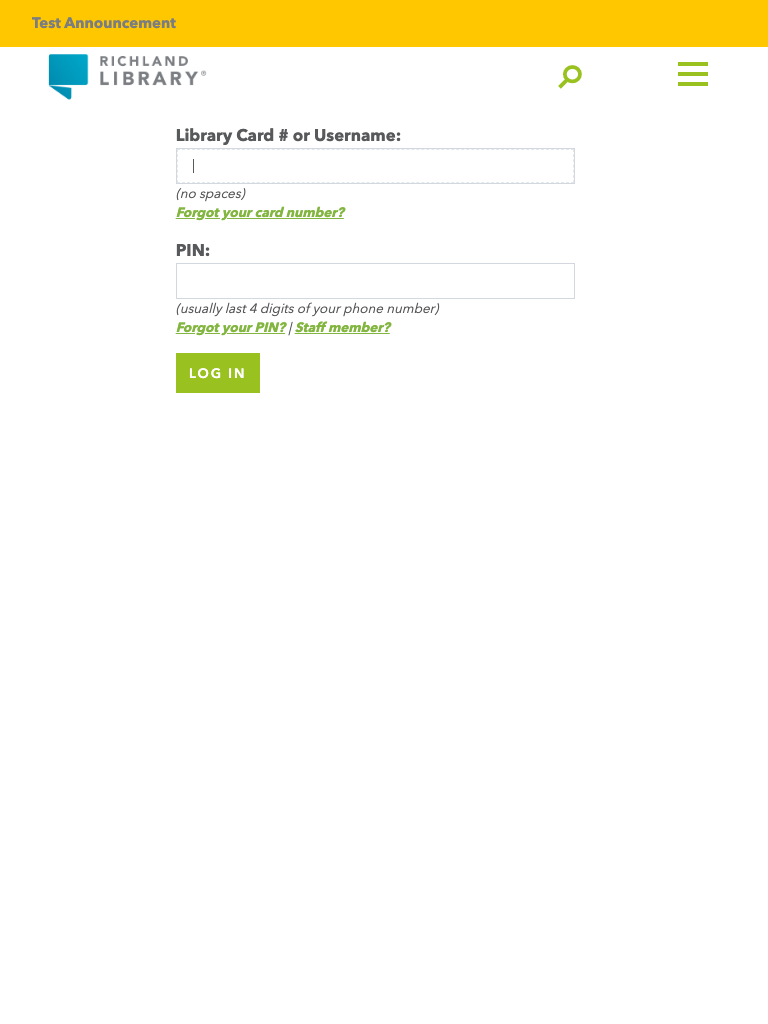 Test Announcement
RICHLAND
LIBRARY®
Library Card # or Username:
(no spaces)
Forgot your card number?
PIN:
(usually last 4 digits of your phone number)
Forgot your PIN? | Staff member?
LOG IN